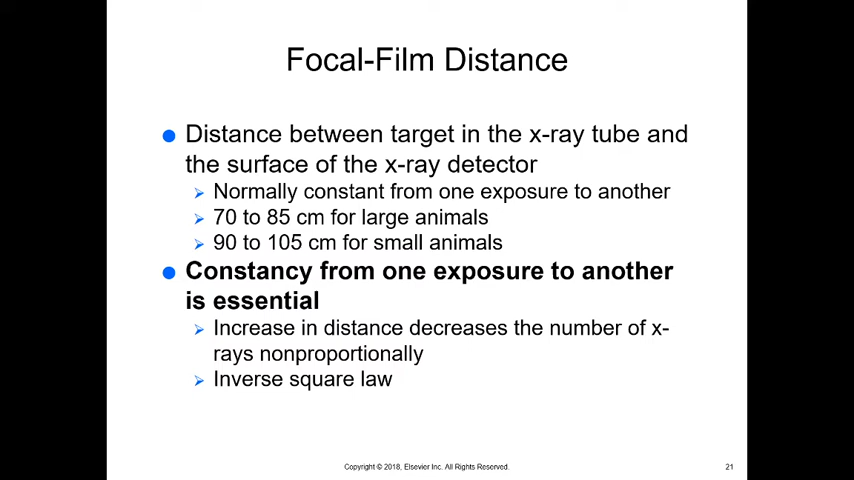 Focal-Film Distance
Distance between target in the x-ray tube and
the surface of the x-ray detector
Normally constant from one exposure to another
70 to 85 cm for large animals
90 to 105 cm for small animals
Constancy from one exposure to another
is essential
Increase in distance decreases the number of x-
rays nonproportionally
Inverse square law
Copyright © 2018, Elsevier Inc. All Rights Reserved.
21